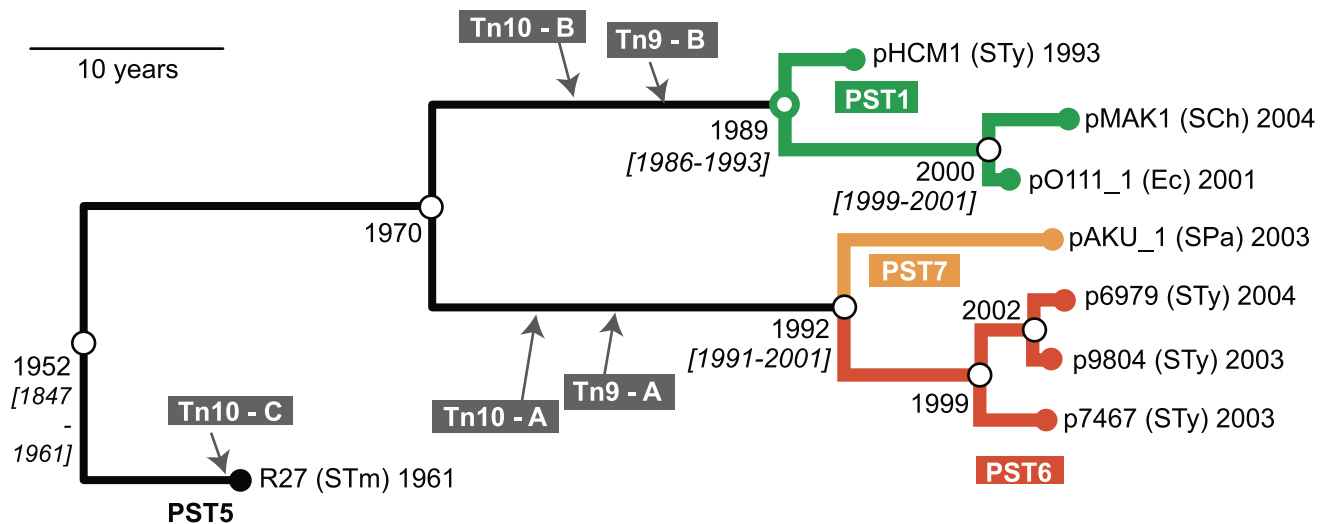 10 years
Tn10 - B
Tn9 - B
pHCM1 (STy) 1993
PST1
1989
[1986-1993]
pMAK1 (SCh) 2004
2000
[1999-2001]
pO111_1 (Ec) 2001
1970
pAKU_1 (SPa) 2003
PST7
1992
[1991-2001]
2002
p6979 (STy) 2004
p9804 (STy) 2003
1999
p7467 (STy) 2003
PST6
Tn10 - A
Tn9 - A
1952
[1847
-
1961]
Tn10 - C
R27 (STm) 1961
PST5